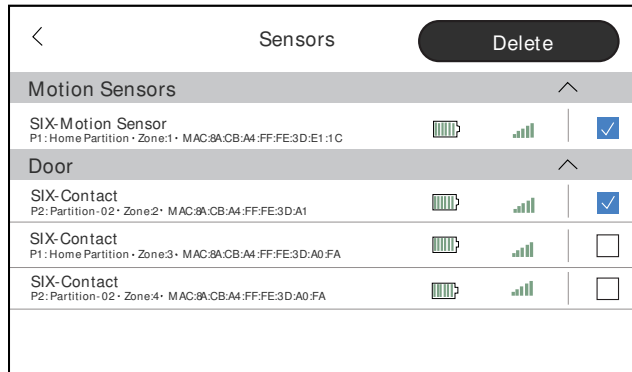 Sensors
Delete
Motion Sensors
SIX-Motion Sensor
P1: Home Partition • Zone:1 • MAC:8A:CB:A4:FF:FE:3D:E1:1C
Door
SIX-Contact
P2: Partition-02 • Zone:2 • MAC:8A:CB:A4:FF:FE:3D:A1
SIX-Contact
P1: Home Partition • Zone:3 • MAC:8A:CB:A4:FF:FE:3D:A0:FA
SIX-Contact
P2: Partition-02 • Zone:4 • MAC:8A:CB:A4:FF:FE:3D:A0:FA